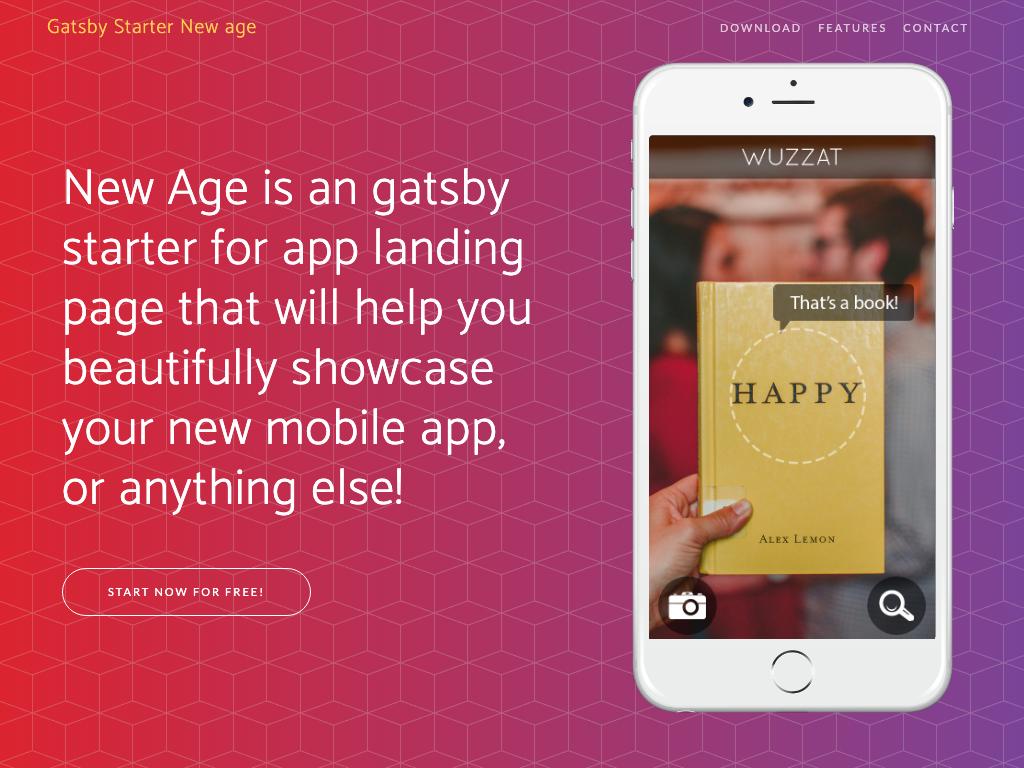 Gatsby Starter New age
DOWNLOAD FEATURES CONTACT
New Age is an gatsby
starter for app landing
page that will help you
beautifully showcase
your new mobile app,
or anything else!
START NOW FOR FREE!
WUZZAT
That's a book!
HAPPY
ALEX LEMON